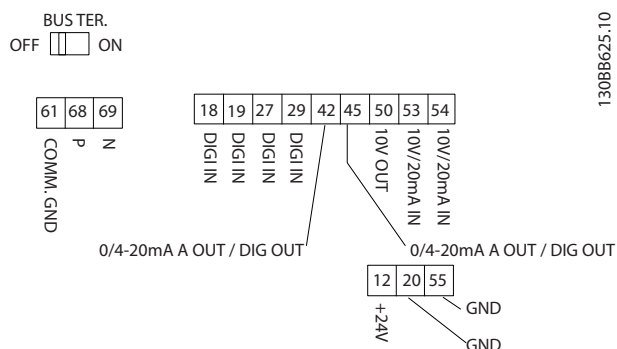 BUS TER.
OFF ON
130BB625.10
61 68 69
COMM. GND
P
N
18 19 27 29 42 45 50 53 54
DIGI IN
DIGI IN
DIGI IN
DIGI IN
10V OUT
10V/20mA IN
10V/20mA IN
0/4-20mA A OUT / DIG OUT
0/4-20mA A OUT / DIG OUT
12 20 55
+24V
GND
GND